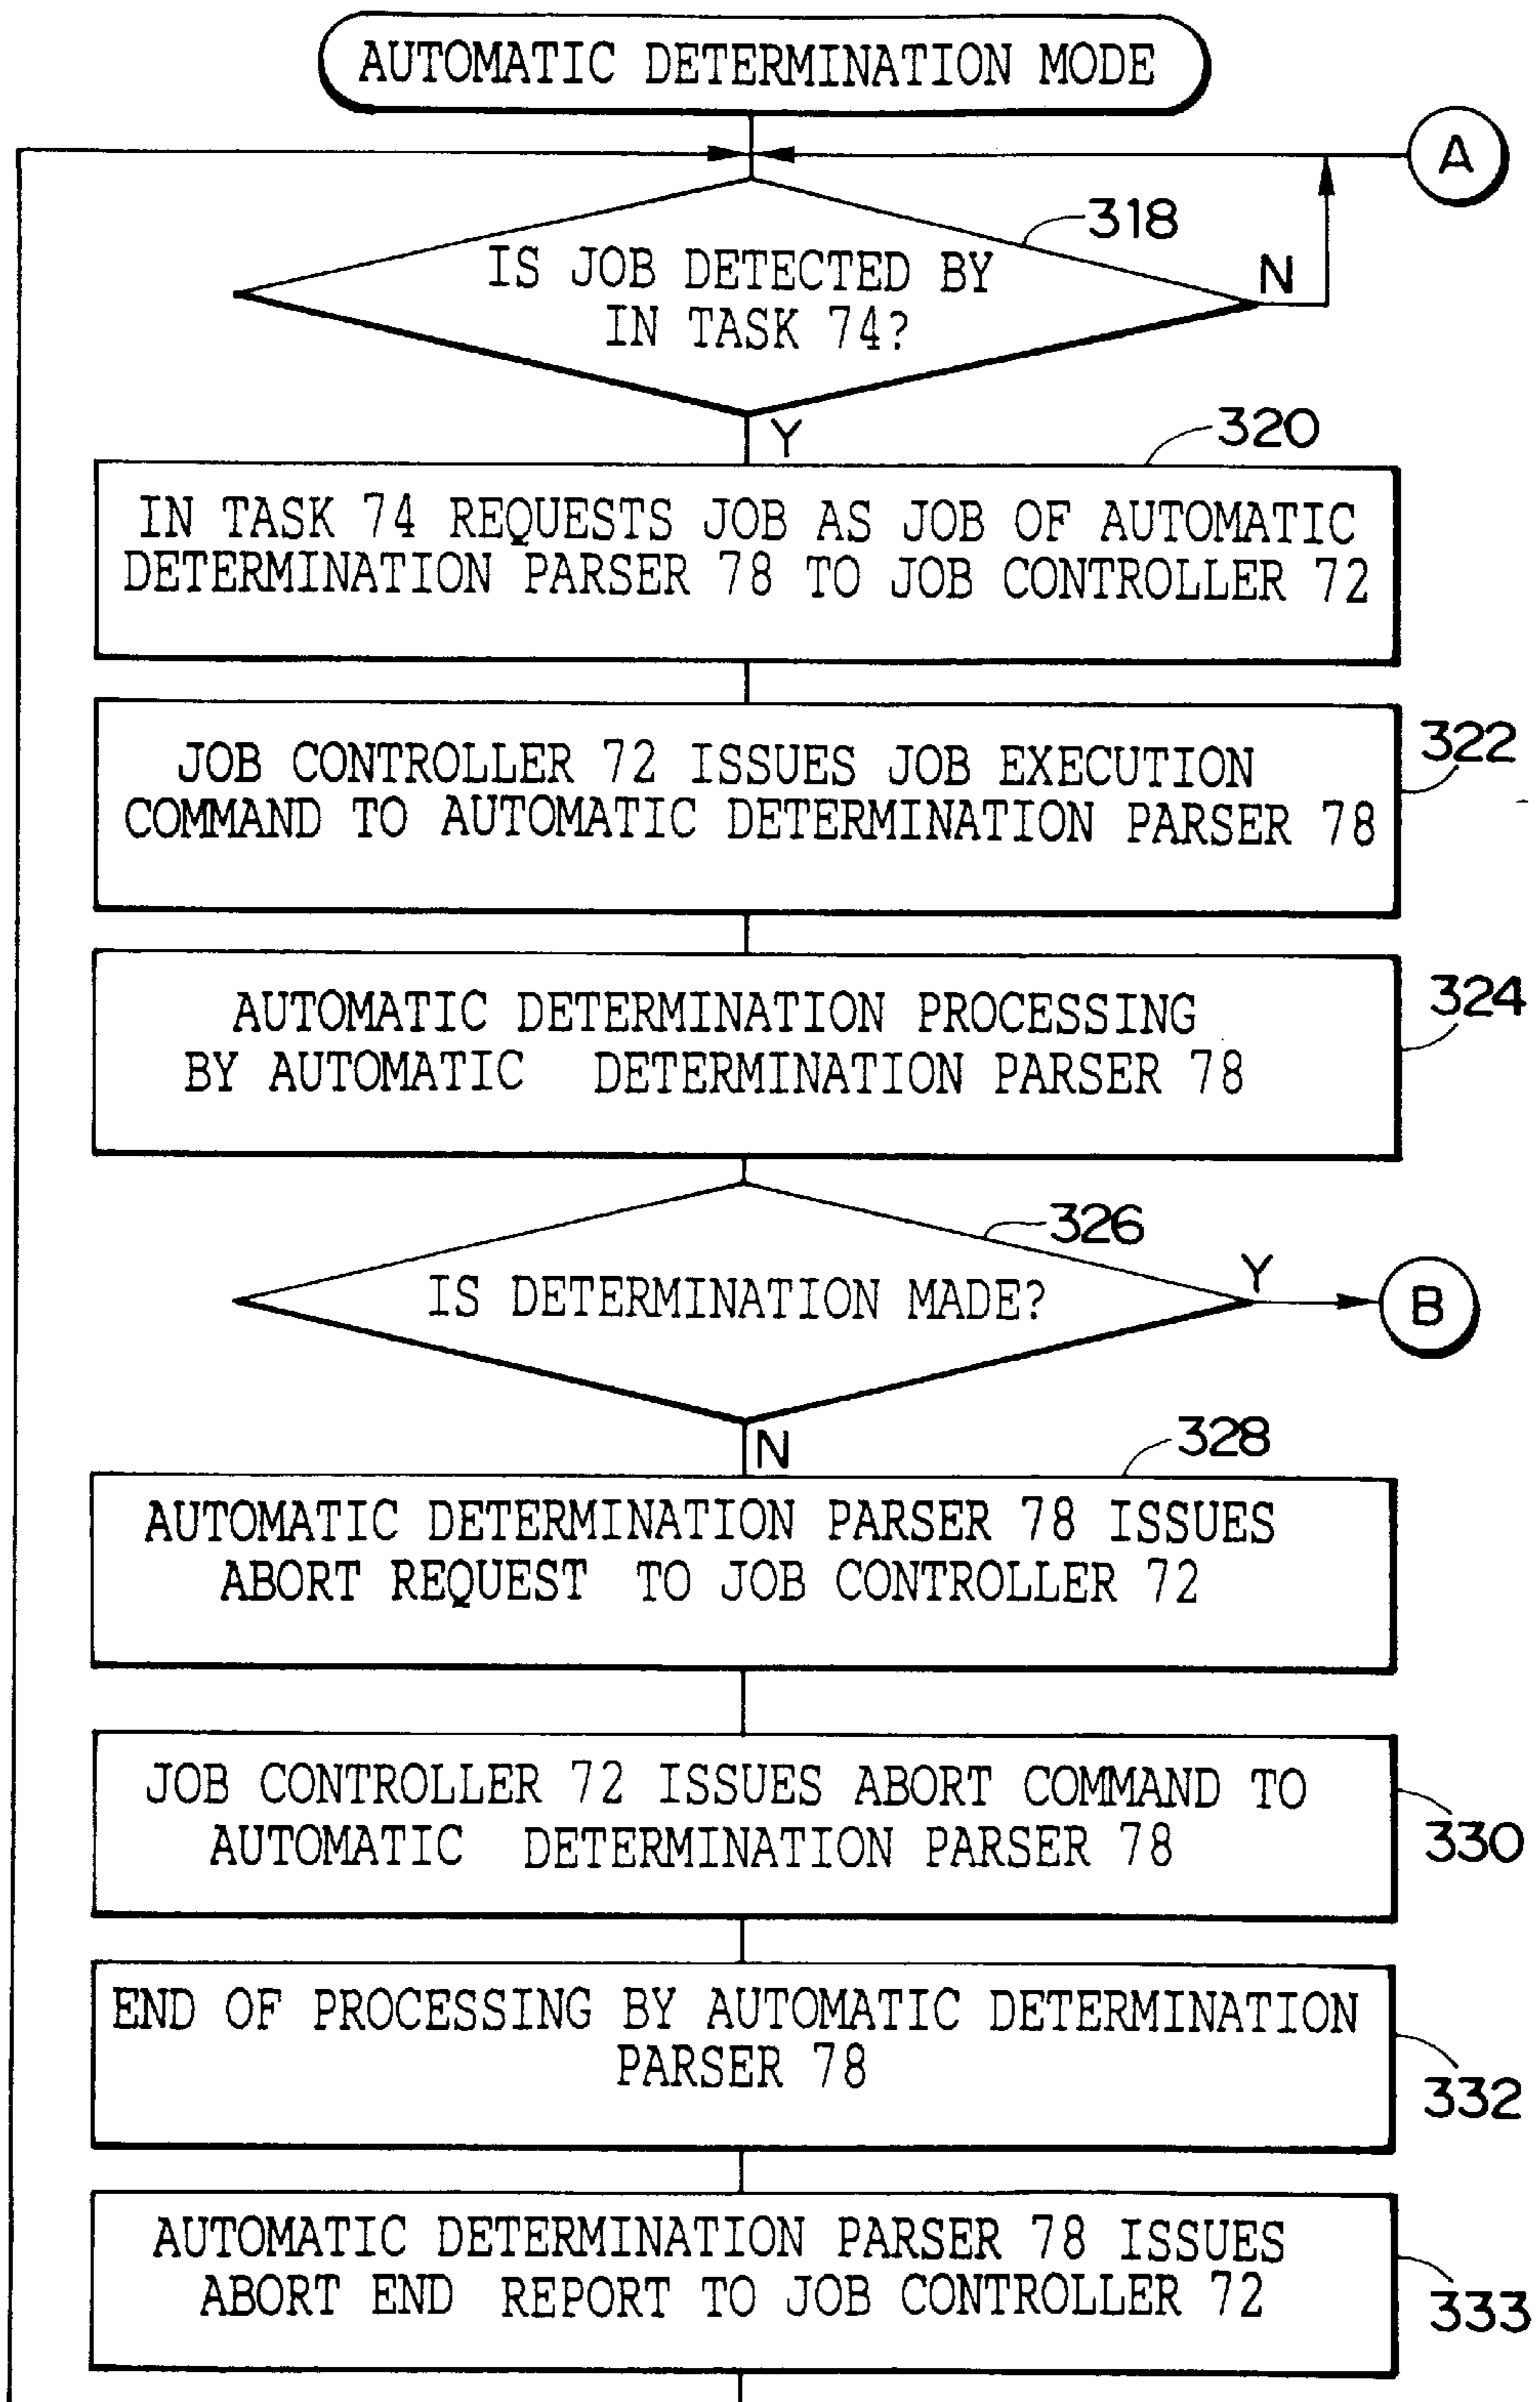 AUTOMATIC DETERMINATION MODE
A
318
IS JOB DETECTED BY
IN TASK 74?
N
Y
320
IN TASK 74 REQUESTS JOB AS JOB OF AUTOMATIC
DETERMINATION PARSER 78 TO JOB CONTROLLER 72
322
JOB CONTROLLER 72 ISSUES JOB EXECUTION
COMMAND TO AUTOMATIC DETERMINATION PARSER 78
324
AUTOMATIC DETERMINATION PROCESSING
BY AUTOMATIC DETERMINATION PARSER 78
326
IS DETERMINATION MADE?
Y
B
N
328
AUTOMATIC DETERMINATION PARSER 78 ISSUES
ABORT REQUEST TO JOB CONTROLLER 72
JOB CONTROLLER 72 ISSUES ABORT COMMAND TO
AUTOMATIC DETERMINATION PARSER 78
330
END OF PROCESSING BY AUTOMATIC DETERMINATION
PARSER 78
332
AUTOMATIC DETERMINATION PARSER 78 ISSUES
ABORT END REPORT TO JOB CONTROLLER 72
333